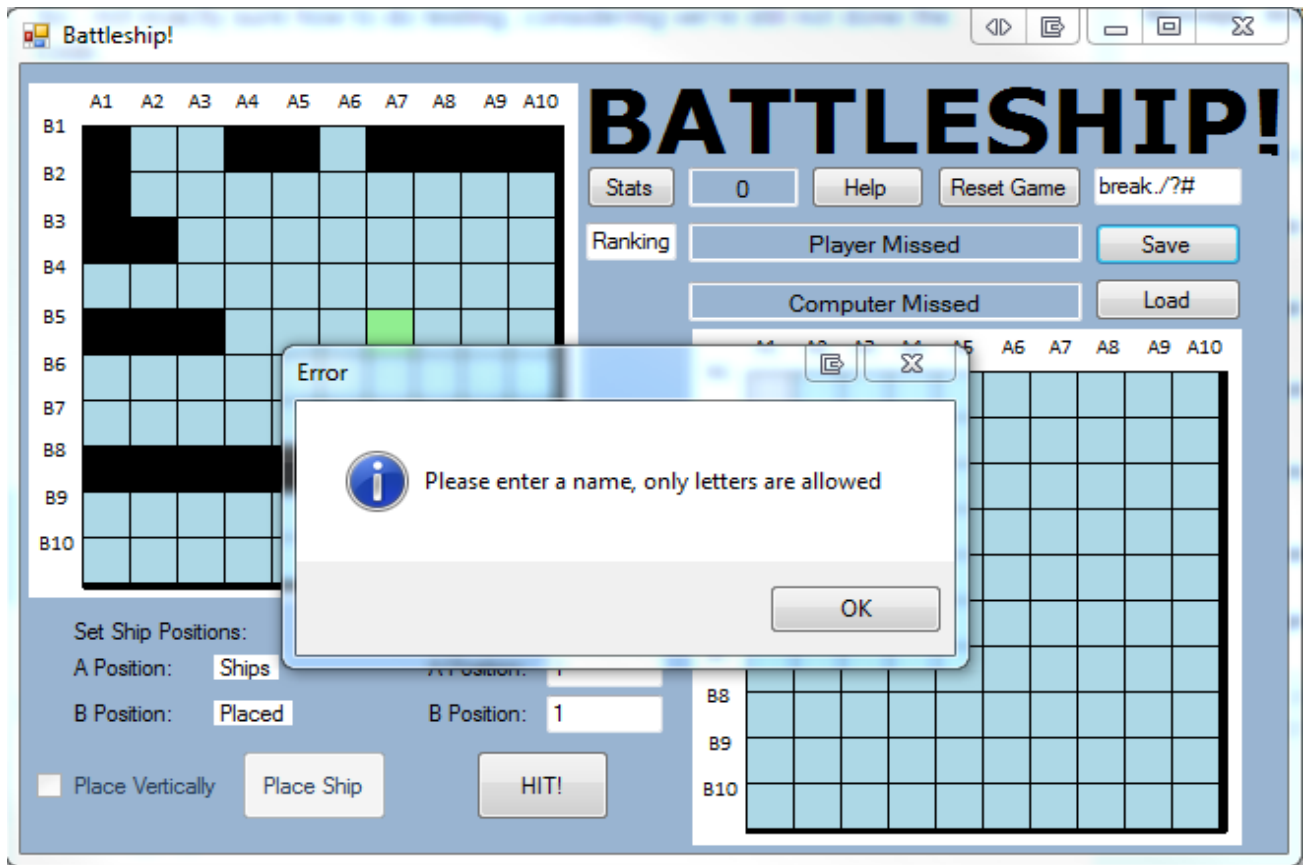 Battleship!
A1 A2 A3 A4 A5 A6 A7 A8 A9 A10
B1
B2
B3
B4
B5
B6
B7
B8
B9
B10
BATTLESHIP!
Stats 0 Help Reset Game break./?#
Ranking Player Missed Save
Computer Missed Load
A6 A7 A8 A9 A10
Error
Please enter a name, only letters are allowed
OK
Set Ship Positions:
A Position: Ships A Position: 1
B Position: Placed B Position: 1
Place Vertically Place Ship HIT!
B8
B9
B10